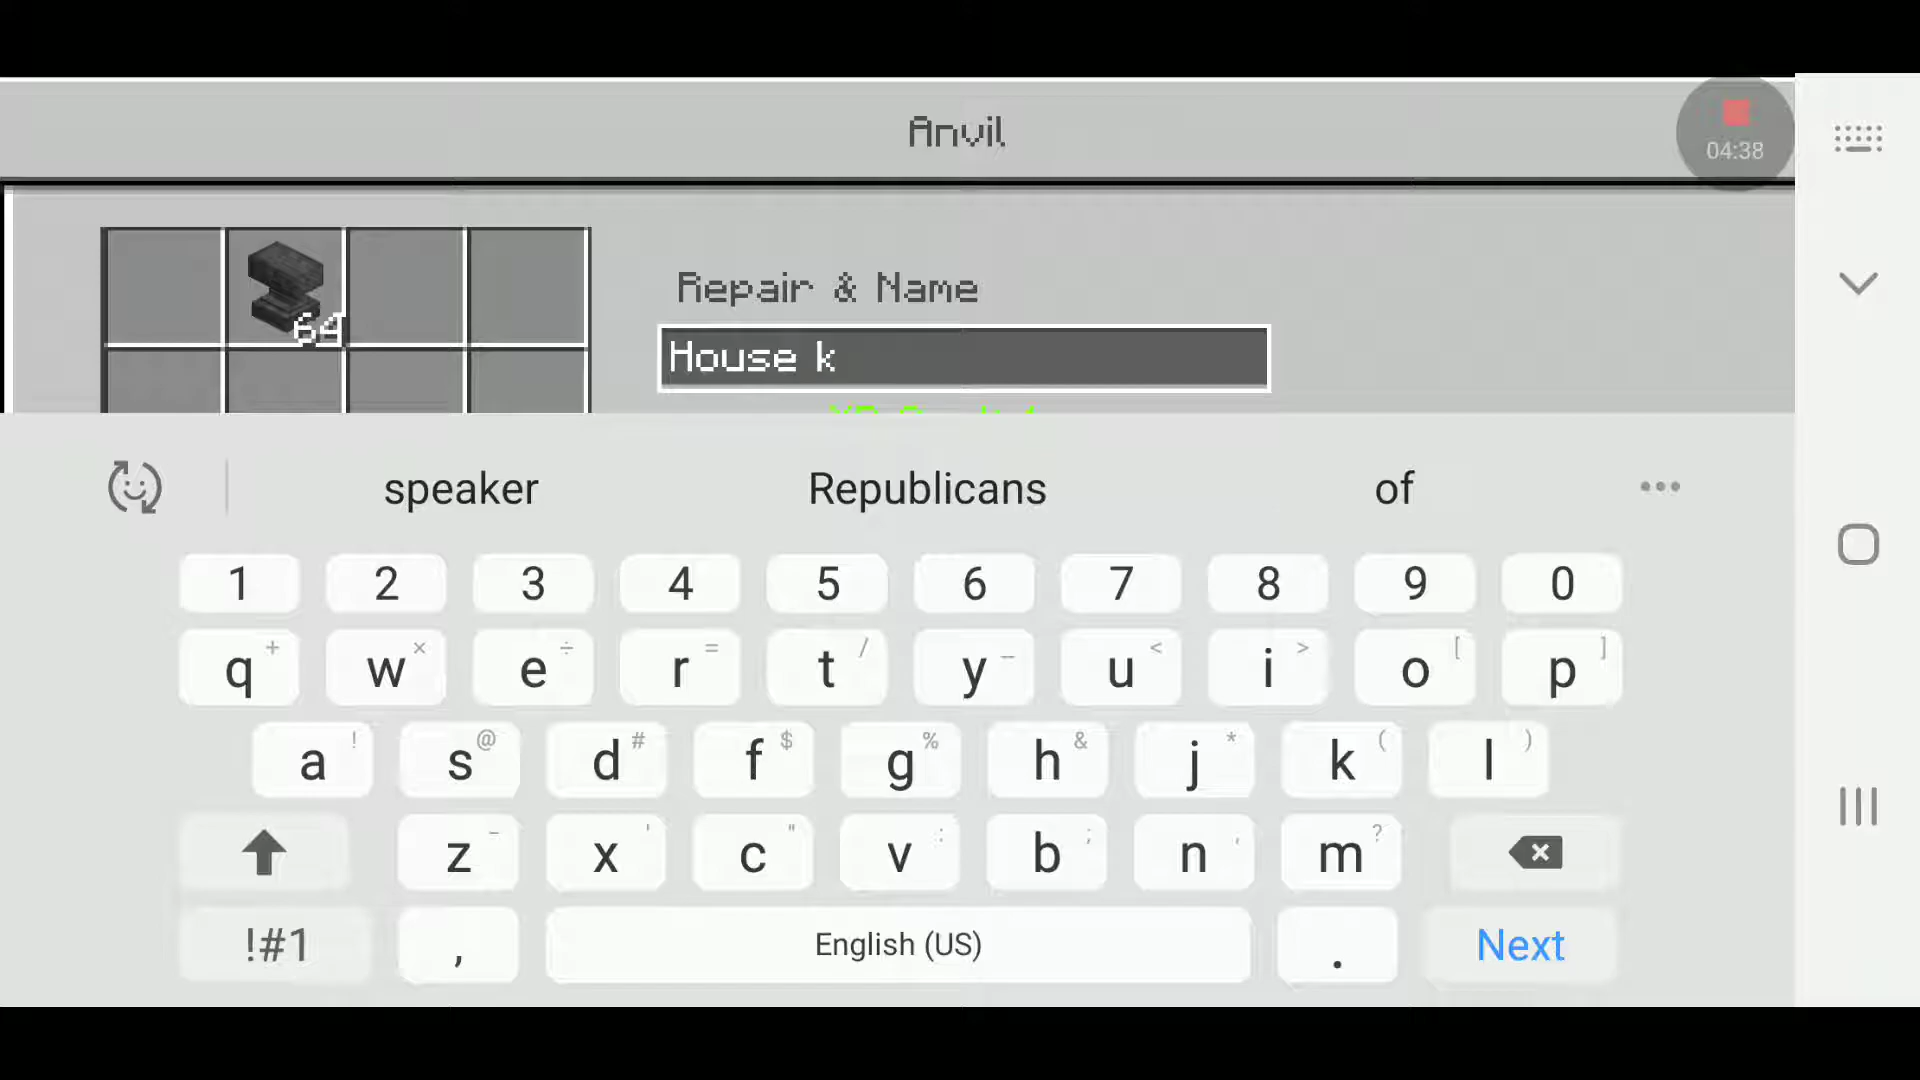 Anvil
04:38
64
Repair & Name
House k
speaker Republicans of
1 2 3 4 5 6 7 8 9 0
q + w × e ÷ r = t / y _ u < i > o [ p ]
a ! s @ d # f $ g % h & j * k ( l )
z - x ' c " v : b ; n , m ?
!#1 , English (US) . Next